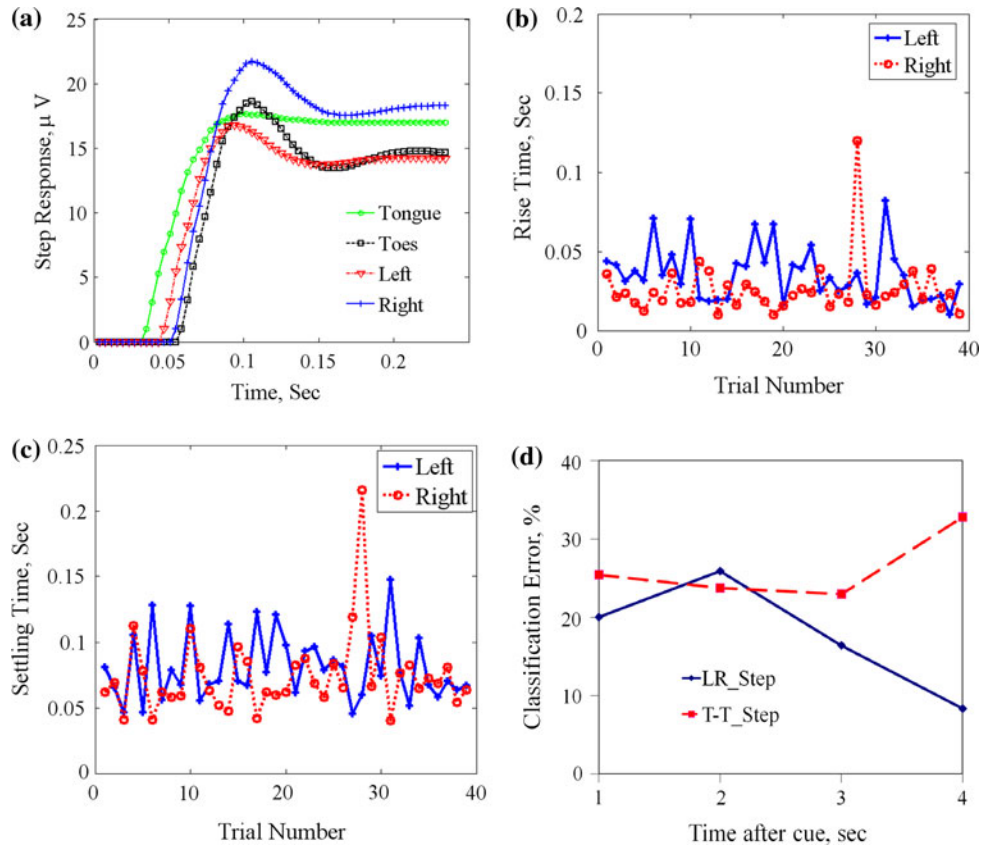 (a)
25
20
15
10
5
0
Step Response, μ V
0
0.05
0.1
0.15
0.2
Time, Sec
Tongue
Toes
Left
Right
(b)
0.2
0.15
0.1
0.05
0
Rise Time, Sec
0
10
20
30
40
Trial Number
Left
Right
(c)
0.25
0.2
0.15
0.1
0.05
0
Settling Time, Sec
0
10
20
30
40
Trial Number
Left
Right
(d)
40
30
20
10
0
Classification Error, %
1
2
3
4
Time after cue, sec
LR_Step
T-T_Step